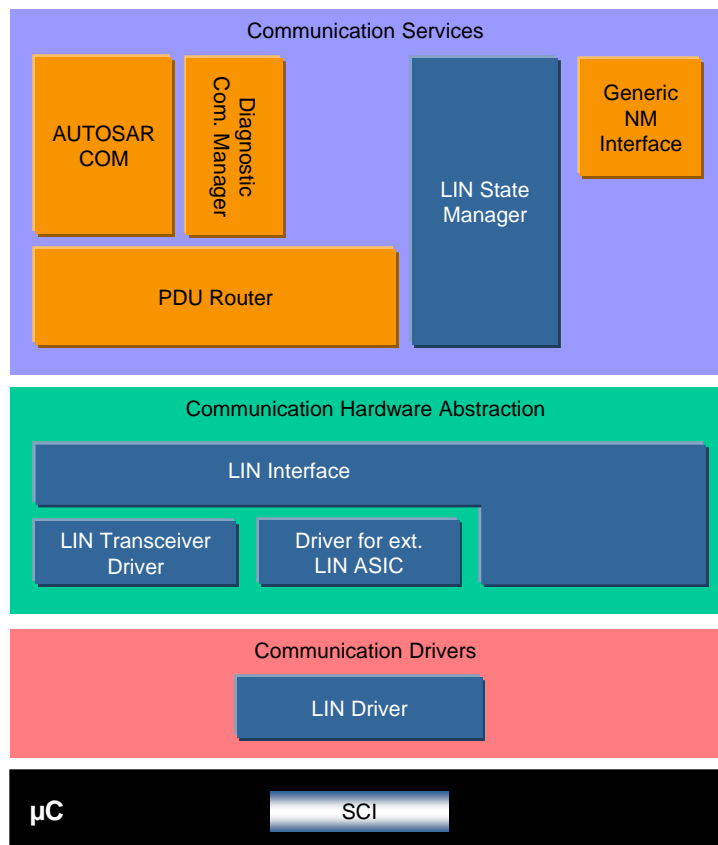 Communication Services
AUTOSAR
COM
Diagnostic
Com. Manager
LIN State
Manager
Generic
NM
Interface
PDU Router
Communication Hardware Abstraction
LIN Interface
LIN Transceiver
Driver
Driver for ext.
LIN ASIC
Communication Drivers
LIN Driver
µC
SCI